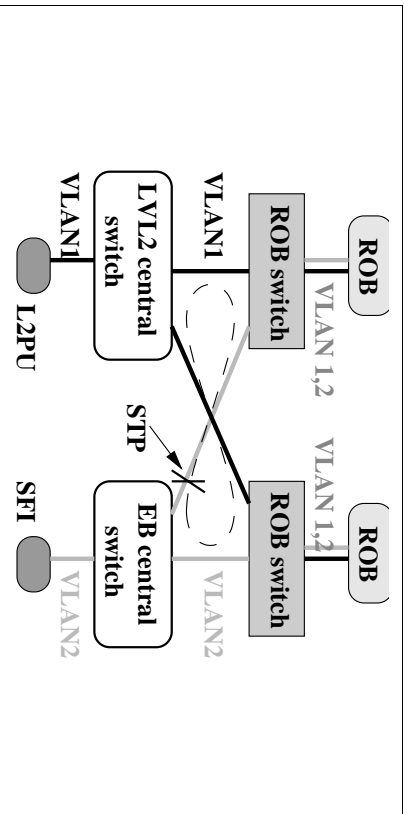 ROB
ROB
VLAN 1,2
VLAN 1,2
ROB switch
ROB switch
VLAN1
VLAN2
STP
LVL2 central
switch
EB central
switch
VLAN1
VLAN2
L2PU
SFI